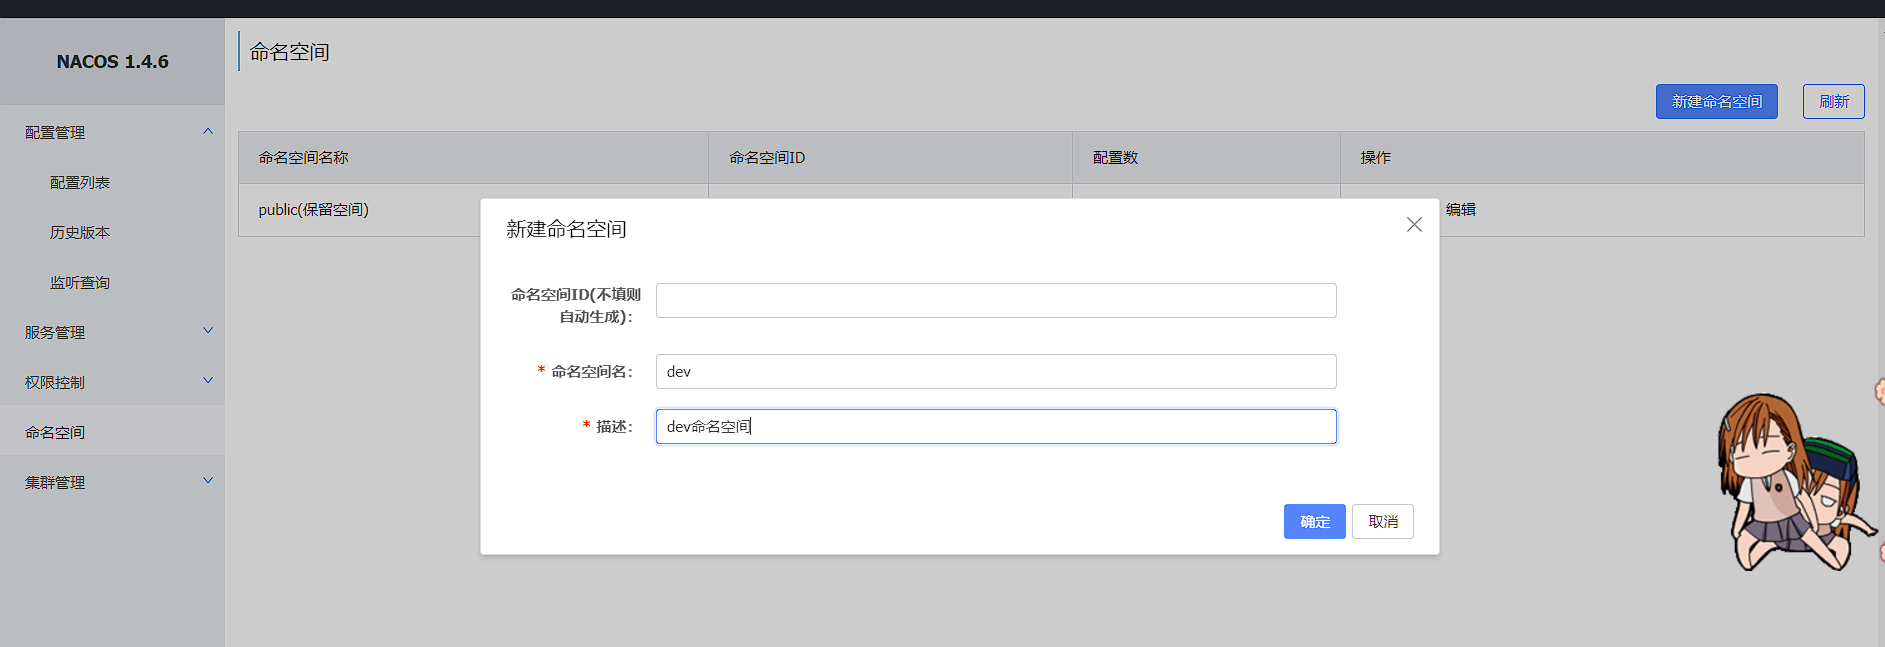 NACOS 1.4.6
配置管理
配置列表
历史版本
监听查询
服务管理
权限控制
命名空间
集群管理
命名空间
新建命名空间
刷新
命名空间名称
命名空间ID
配置数
操作
public(保留空间)
编辑
新建命名空间
命名空间ID(不填则
自动生成):
* 命名空间名:
dev
* 描述:
dev命名空间
确定
取消